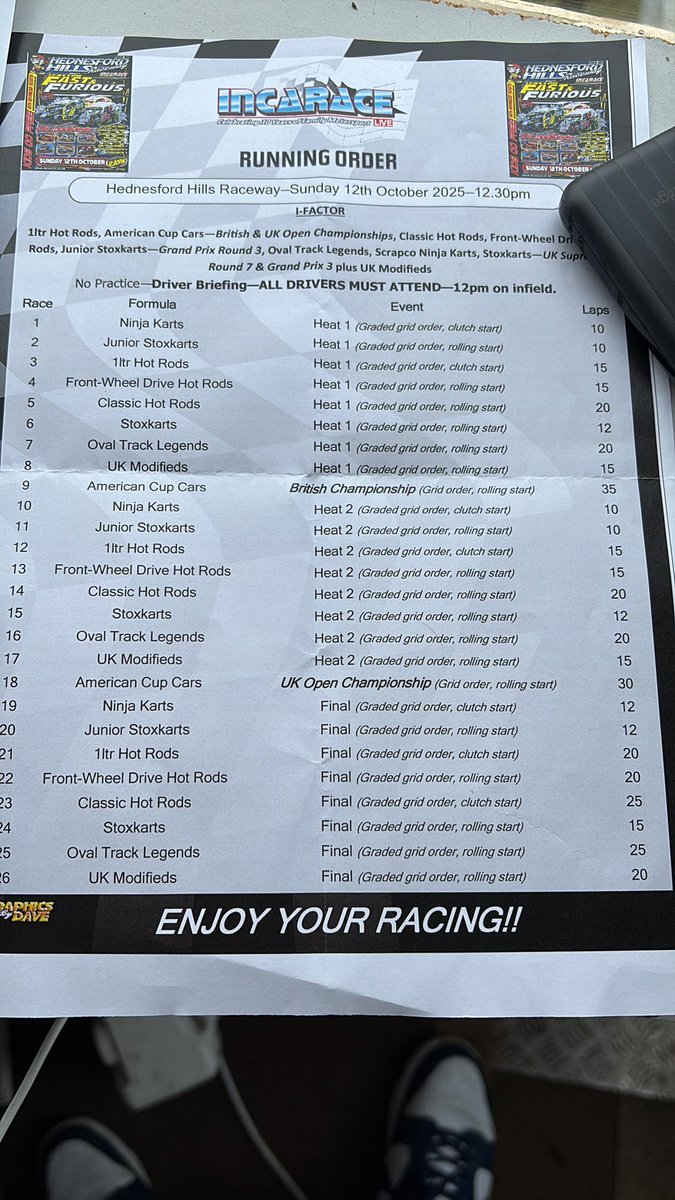 HEDNESFORD HILLS Raceway
INCARACE
FAST & FURIOUS
SUNDAY 12TH OCTOBER
INCARACE
Celebrating 10 Years of Family Motorsport LIVE
HEDNESFORD HILLS
FAST & FURIOUS
SUNDAY 12TH OCTOBER
RUNNING ORDER
Hednesford Hills Raceway—Sunday 12th October 2025—12.30pm
I-FACTOR
1ltr Hot Rods, American Cup Cars—British & UK Open Championships, Classic Hot Rods, Front-Wheel
Rods, Junior Stoxkarts—Grand Prix Round 3, Oval Track Legends, Scrapco Ninja Karts, Stoxkarts—UK
Round 7 & Grand Prix 3 plus UK Modifieds
No Practice—Driver Briefing—ALL DRIVERS MUST ATTEND—12pm on infield.
Race Formula Event Laps
1 Ninja Karts Heat 1 (Graded grid order, clutch start) 10
2 Junior Stoxkarts Heat 1 (Graded grid order, rolling start) 10
3 1ltr Hot Rods Heat 1 (Graded grid order, clutch start) 15
4 Front-Wheel Drive Hot Rods Heat 1 (Graded grid order, rolling start) 15
5 Classic Hot Rods Heat 1 (Graded grid order, rolling start) 20
6 Stoxkarts Heat 1 (Graded grid order, rolling start) 12
7 Oval Track Legends Heat 1 (Graded grid order, rolling start) 20
8 UK Modifieds Heat 1 (Graded grid order, rolling start) 15
9 American Cup Cars British Championship (Grid order, rolling start) 35
10 Ninja Karts Heat 2 (Graded grid order, clutch start) 10
11 Junior Stoxkarts Heat 2 (Graded grid order, rolling start) 10
12 1ltr Hot Rods Heat 2 (Graded grid order, clutch start) 15
13 Front-Wheel Drive Hot Rods Heat 2 (Graded grid order, rolling start) 15
14 Classic Hot Rods Heat 2 (Graded grid order, rolling start) 20
15 Stoxkarts Heat 2 (Graded grid order, rolling start) 12
16 Oval Track Legends Heat 2 (Graded grid order, rolling start) 20
17 UK Modifieds Heat 2 (Graded grid order, rolling start) 15
18 American Cup Cars UK Open Championship (Grid order, rolling start) 30
19 Ninja Karts Final (Graded grid order, clutch start) 12
20 Junior Stoxkarts Final (Graded grid order, rolling start) 12
21 1ltr Hot Rods Final (Graded grid order, clutch start) 20
22 Front-Wheel Drive Hot Rods Final (Graded grid order, rolling start) 20
23 Classic Hot Rods Final (Graded grid order, clutch start) 25
24 Stoxkarts Final (Graded grid order, rolling start) 15
25 Oval Track Legends Final (Graded grid order, rolling start) 25
26 UK Modifieds Final (Graded grid order, rolling start) 20
GRAPHICS By DAVE
ENJOY YOUR RACING!!